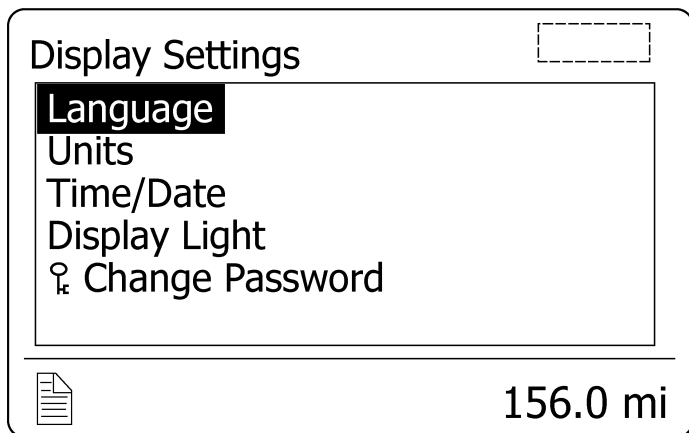 Display Settings
Language
Units
Time/Date
Display Light
Change Password
156.0 mi